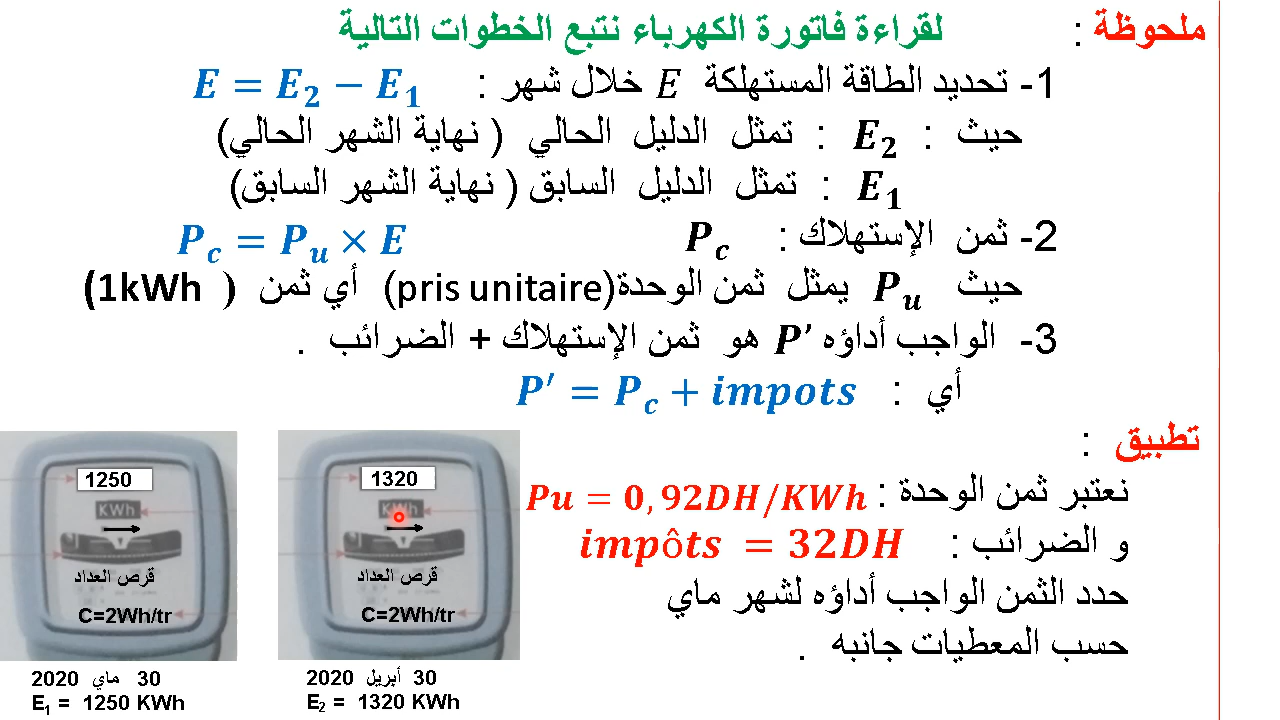 ملحوظة : لقراءة فاتورة الكهرباء نتبع الخطوات التالية
1- تحديد الطاقة المستهلكة E خلال شهر : E = E₂ − E₁
حيث : E₂ : تمثل الدليل الحالي ( نهاية الشهر الحالي)
E₁ : تمثل الدليل السابق ( نهاية الشهر السابق)
2- ثمن الإستهلاك : P_c P_c = P_u × E
حيث P_u يمثل ثمن الوحدة(pris unitaire) أي ثمن ( 1kWh)
3- الواجب أداؤه P' هو ثمن الإستهلاك + الضرائب .
أي : P' = P_c + impots
تطبيق :
نعتبر ثمن الوحدة : Pu = 0,92DH/KWh
و الضرائب : impôts = 32DH
حدد الثمن الواجب أداؤه لشهر ماي
حسب المعطيات جانبه .
1320
KWh
قرص العداد
C=2Wh/tr
30 أبريل 2020
E₂ = 1320 KWh
1250
KWh
قرص العداد
C=2Wh/tr
30 ماي 2020
E₁ = 1250 KWh